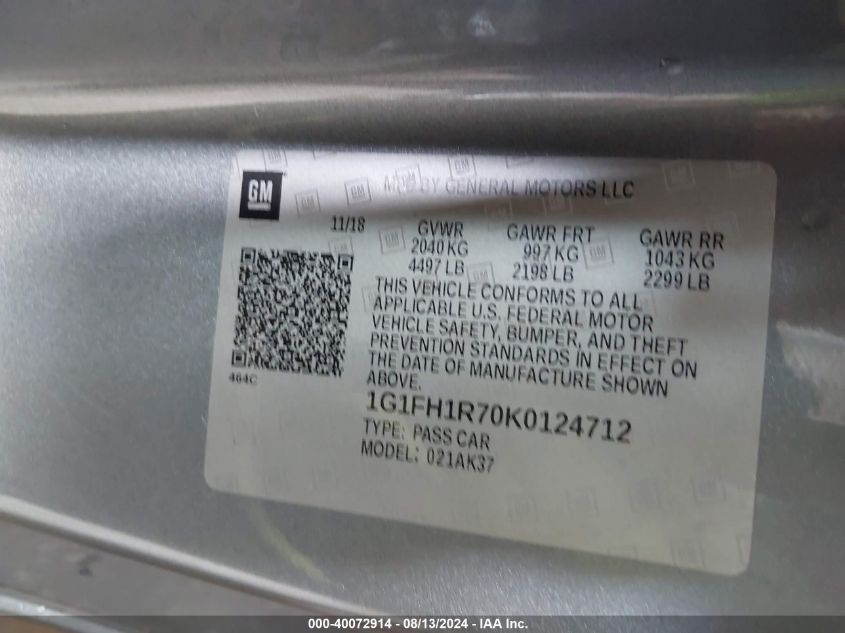 GM
BY GENERAL MOTORS LLC
11/18 GVWR GAWR FRT GAWR RR
2040 KG 997 KG 1043 KG
4497 LB 2198 LB 2299 LB
THIS VEHICLE CONFORMS TO ALL
APPLICABLE U.S. FEDERAL MOTOR
VEHICLE SAFETY, BUMPER, AND THEFT
PREVENTION STANDARDS IN EFFECT ON
THE DATE OF MANUFACTURE SHOWN
ABOVE.
464C
1G1FH1R70K0124712
TYPE: PASS CAR
MODEL: 021AK37
000-40072914 - 08/13/2024 - IAA Inc.